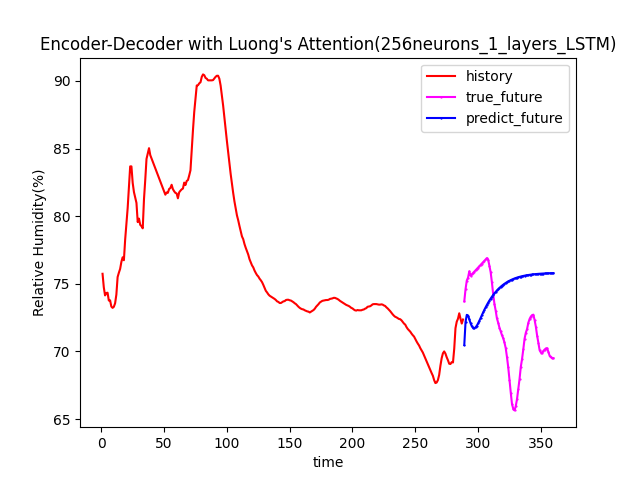 Encoder-Decoder with Luong's Attention(256neurons_1_layers_LSTM)
history
true_future
predict_future
Relative Humidity(%)
90
85
80
75
70
65
0 50 100 150 200 250 300 350
time